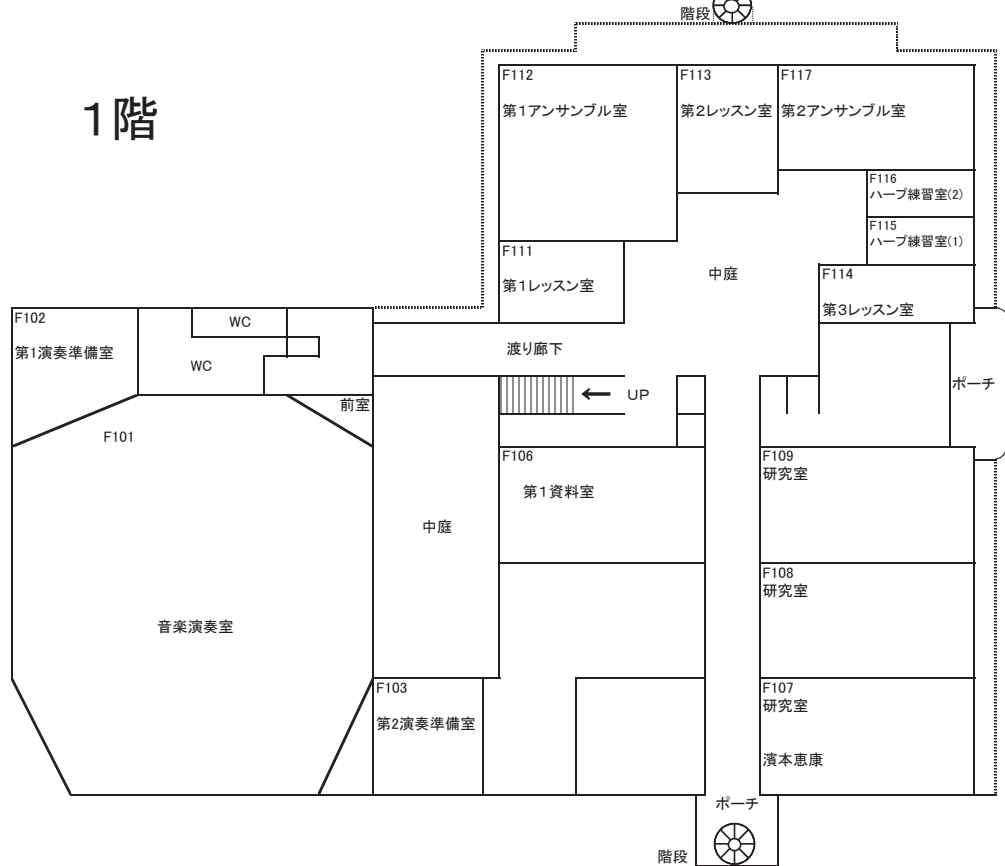 階段
1階
F112
第1アンサンブル室
F113
第2レッスン室
F117
第2アンサンブル室
F116
ハープ練習室(2)
F115
ハープ練習室(1)
F111
第1レッスン室
中庭
F114
第3レッスン室
F102
第1演奏準備室
WC
WC
渡り廊下
前室
UP
ポーチ
F101
F106
第1資料室
F109
研究室
中庭
F108
研究室
音楽演奏室
F103
第2演奏準備室
F107
研究室
濱本恵康
ポーチ
階段